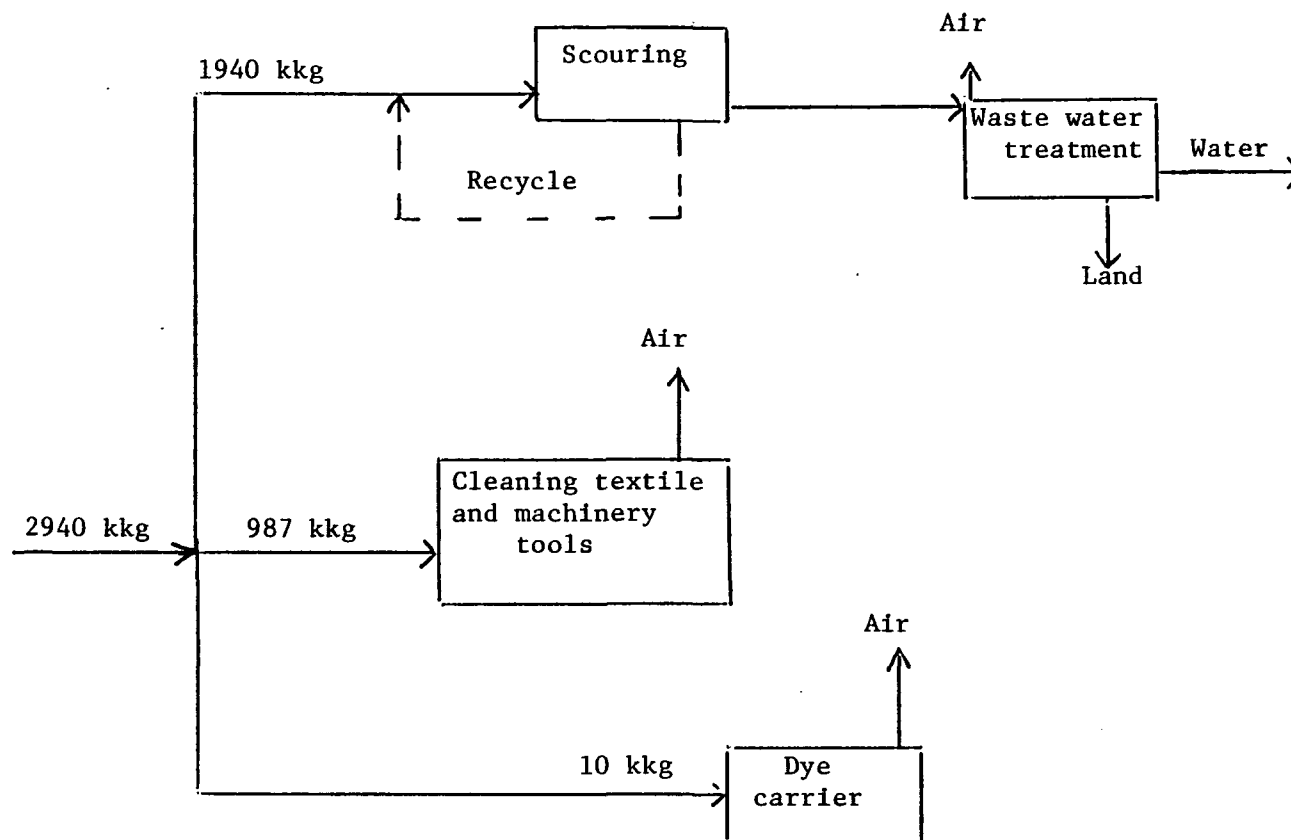 Air
Scouring
1940 kkg
Waste water
treatment
Water
Recycle
Land
Air
Cleaning textile
and machinery
tools
2940 kkg
987 kkg
Air
10 kkg
Dye
carrier